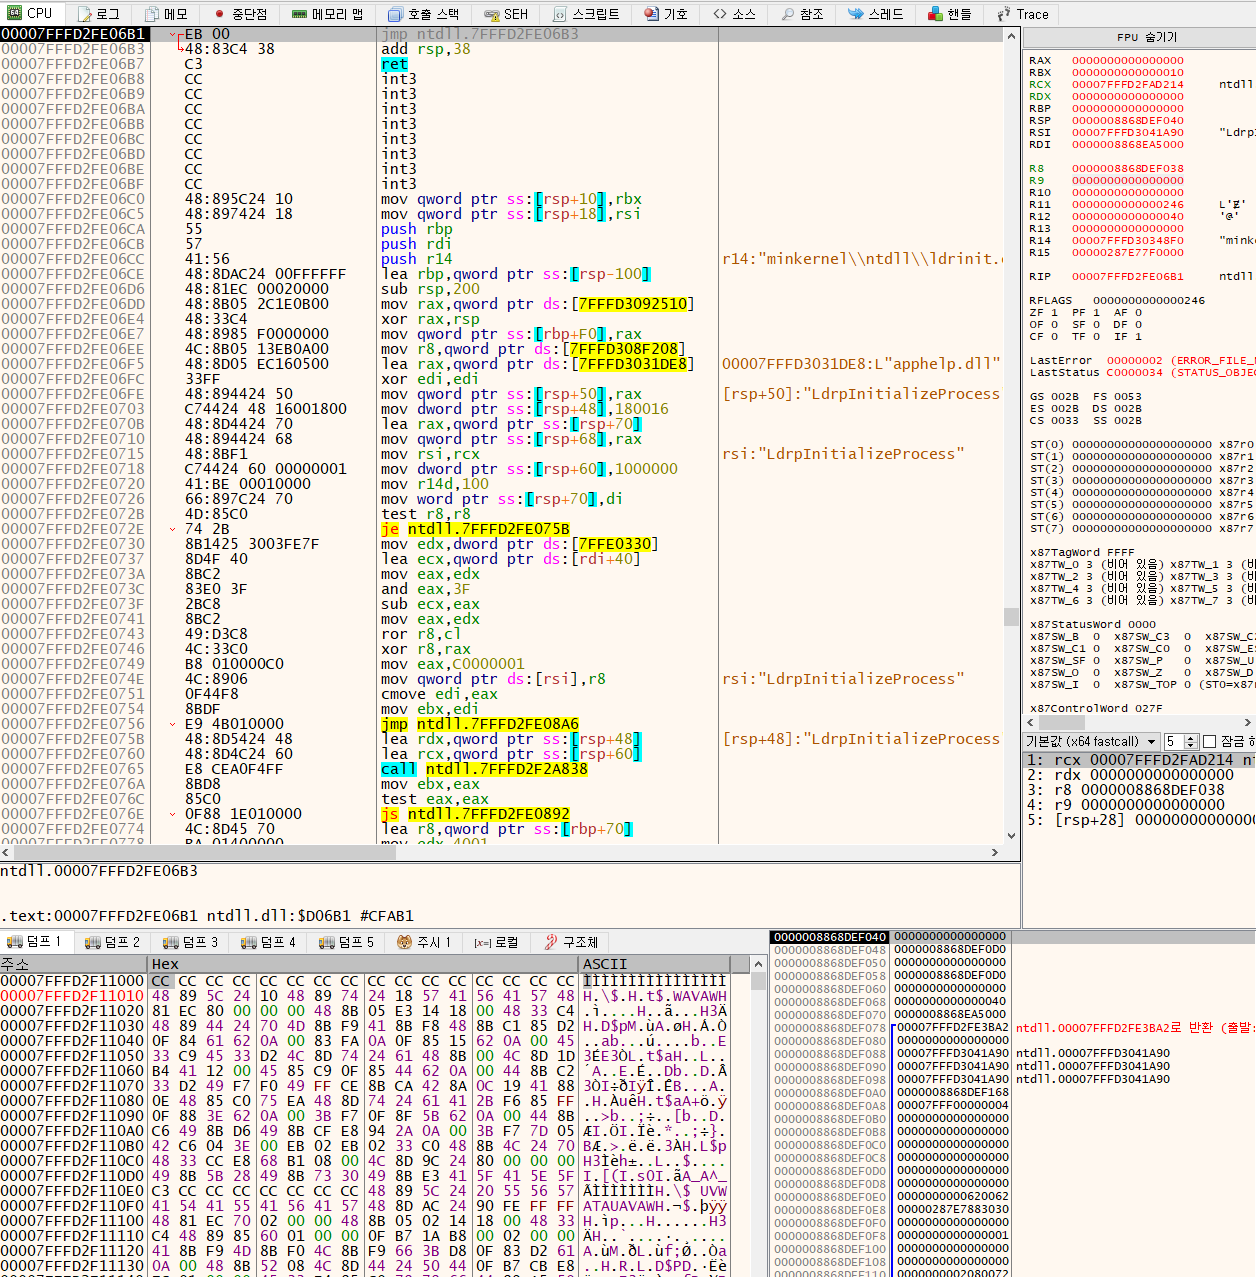 CPU 로그 메모 중단점 메모리 맵 호출 스택 SEH 스크립트 기호 소스 참조 스레드 핸들 Trace
00007FFFD2FE06B1 EB 00 jmp ntdll.7FFFD2FE06B3
00007FFFD2FE06B3 48:83C4 38 add rsp,38
00007FFFD2FE06B7 C3 ret
00007FFFD2FE06B8 CC int3
00007FFFD2FE06B9 CC int3
00007FFFD2FE06BA CC int3
00007FFFD2FE06BB CC int3
00007FFFD2FE06BC CC int3
00007FFFD2FE06BD CC int3
00007FFFD2FE06BE CC int3
00007FFFD2FE06BF CC int3
00007FFFD2FE06C0 48:895C24 10 mov qword ptr ss:[rsp+10],rbx
00007FFFD2FE06C5 48:897424 18 mov qword ptr ss:[rsp+18],rsi
00007FFFD2FE06CA 55 push rbp
00007FFFD2FE06CB 57 push rdi
00007FFFD2FE06CC 41:56 push r14 r14:"minkernel\\ntdll\\ldrinit.
00007FFFD2FE06CE 48:8DAC24 00FFFFFF lea rbp,qword ptr ss:[rsp-100]
00007FFFD2FE06D6 48:81EC 00020000 sub rsp,200
00007FFFD2FE06DD 48:8B05 2C1E0B00 mov rax,qword ptr ds:[7FFFD3092510]
00007FFFD2FE06E4 48:33C4 xor rax,rsp
00007FFFD2FE06E7 48:8985 F0000000 mov qword ptr ss:[rbp+F0],rax
00007FFFD2FE06EE 4C:8B05 13EB0A00 mov r8,qword ptr ds:[7FFFD308F208]
00007FFFD2FE06F5 48:8D05 EC160500 lea rax,qword ptr ds:[7FFFD3031DE8] 00007FFFD3031DE8:L"apphelp.dll"
00007FFFD2FE06FC 33FF xor edi,edi
00007FFFD2FE06FE 48:894424 50 mov qword ptr ss:[rsp+50],rax [rsp+50]:"LdrpInitializeProcess
00007FFFD2FE0703 C74424 48 16001800 mov dword ptr ss:[rsp+48],180016
00007FFFD2FE070B 48:8D4424 70 lea rax,qword ptr ss:[rsp+70]
00007FFFD2FE0710 48:894424 68 mov qword ptr ss:[rsp+68],rax
00007FFFD2FE0715 48:8BF1 mov rsi,rcx rsi:"LdrpInitializeProcess"
00007FFFD2FE0718 C74424 60 00000001 mov dword ptr ss:[rsp+60],1000000
00007FFFD2FE0720 41:BE 00010000 mov r14d,100
00007FFFD2FE0726 66:897C24 70 mov word ptr ss:[rsp+70],di
00007FFFD2FE072B 4D:85C0 test r8,r8
00007FFFD2FE072E 74 2B je ntdll.7FFFD2FE075B
00007FFFD2FE0730 8B1425 3003FE7F mov edx,dword ptr ds:[7FFE0330]
00007FFFD2FE0737 8D4F 40 lea ecx,qword ptr ds:[rdi+40]
00007FFFD2FE073A 8BC2 mov eax,edx
00007FFFD2FE073C 83E0 3F and eax,3F
00007FFFD2FE073F 2BC8 sub ecx,eax
00007FFFD2FE0741 8BC2 mov eax,edx
00007FFFD2FE0743 49:D3C8 ror r8,cl
00007FFFD2FE0746 4C:33C0 xor r8,rax
00007FFFD2FE0749 B8 010000C0 mov eax,C0000001
00007FFFD2FE074E 4C:8906 mov qword ptr ds:[rsi],r8 rsi:"LdrpInitializeProcess"
00007FFFD2FE0751 0F44F8 cmove edi,eax
00007FFFD2FE0754 8BDF mov ebx,edi
00007FFFD2FE0756 E9 4B010000 jmp ntdll.7FFFD2FE08A6
00007FFFD2FE075B 48:8D5424 48 lea rdx,qword ptr ss:[rsp+48] [rsp+48]:"LdrpInitializeProcess
00007FFFD2FE0760 48:8D4C24 60 lea rcx,qword ptr ss:[rsp+60]
00007FFFD2FE0765 E8 CEA0F4FF call ntdll.7FFFD2F2A838
00007FFFD2FE076A 8BD8 mov ebx,eax
00007FFFD2FE076C 85C0 test eax,eax
00007FFFD2FE076E 0F88 1E010000 js ntdll.7FFFD2FE0892
00007FFFD2FE0774 4C:8D45 70 lea r8,qword ptr ss:[rbp+70]
00007FFFD2FE0778 BA 01400000 mov edx,4001
ntdll.00007FFFD2FE06B3
.text:00007FFFD2FE06B1 ntdll.dll:$D06B1 #CFAB1
FPU 숨기기
RAX 0000000000000000
RBX 0000000000000010
RCX 00007FFFD2FAD214 ntdll
RDX 0000000000000000
RBP 0000000000000000
RSP 0000008868DEF040
RSI 00007FFFD3041A90 "Ldrp
RDI 0000008868EA5000
R8 0000008868DEF038
R9 0000000000000000
R10 0000000000000000
R11 0000000000000246
R12 0000000000000040 '@'
R13 0000000000000000
R14 00007FFFD30348F0 "mink
R15 00000287E77F0000
RIP 00007FFFD2FE06B1 ntdll
RFLAGS 0000000000000246
ZF 1 PF 1 AF 0
OF 0 SF 0 DF 0
CF 0 TF 0 IF 1
LastError 00000002 (ERROR_FILE_
LastStatus C0000034 (STATUS_OBJE
GS 002B FS 0053
ES 002B DS 002B
CS 0033 SS 002B
ST(0) 00000000000000000000 x87r0
ST(1) 00000000000000000000 x87r1
ST(2) 00000000000000000000 x87r2
ST(3) 00000000000000000000 x87r3
ST(4) 00000000000000000000 x87r4
ST(5) 00000000000000000000 x87r5
ST(6) 00000000000000000000 x87r6
ST(7) 00000000000000000000 x87r7
x87TagWord FFFF
x87TW_0 3 (비어 있음) x87TW_1 3 (비
x87TW_2 3 (비어 있음) x87TW_3 3 (비
x87TW_4 3 (비어 있음) x87TW_5 3 (비
x87TW_6 3 (비어 있음) x87TW_7 3 (비
x87StatusWord 0000
x87SW_B 0 x87SW_C3 0 x87SW_C2
x87SW_C1 0 x87SW_C0 0 x87SW_ES
x87SW_SF 0 x87SW_P 0 x87SW_U
x87SW_O 0 x87SW_Z 0 x87SW_D
x87SW_I 0 x87SW_TOP 0 (ST0=x87r
x87ControlWord 027F
기본값 (x64 fastcall) 5 잠금
1: rcx 00007FFFD2FAD214 nt
2: rdx 0000000000000000
3: r8 0000008868DEF038
4: r9 0000000000000000
5: [rsp+28] 000000000000
덤프 1 덤프 2 덤프 3 덤프 4 덤프 5 주시 1 [x=] 로컬 구조체
주소 Hex ASCII
00007FFFD2F11000 CC CC CC CC CC CC CC CC CC CC CC CC CC CC CC CC ÌÌÌÌÌÌÌÌÌÌÌÌÌÌÌÌ
00007FFFD2F11010 48 89 5C 24 10 48 89 74 24 18 57 41 56 41 57 48 H.\$.H.t$.WAVAWH
00007FFFD2F11020 81 EC 80 00 00 00 48 8B 05 E3 14 18 00 48 33 C4 .ì....H..ã...H3Ä
00007FFFD2F11030 48 89 44 24 70 4D 8B F9 41 8B F8 48 8B C1 85 D2 H.D$pM.ùA.øH.Á.Ò
00007FFFD2F11040 0F 84 61 62 0A 00 83 FA 0A 0F 85 15 62 0A 00 45 ..ab...ú....b..E
00007FFFD2F11050 33 C9 45 33 D2 4C 8D 74 24 61 48 8B 00 4C 8D 1D 3ÉE3ÒL.t$aH..L..
00007FFFD2F11060 B4 41 12 00 45 85 C9 0F 85 44 62 0A 00 44 8B C2 ´A..E.É..Db..D.Â
00007FFFD2F11070 33 D2 49 F7 F0 49 FF CE 8B CA 42 8A 0C 19 41 88 3ÒI÷ðIÿÎ.ÊB...A.
00007FFFD2F11080 0E 48 85 C0 75 EA 48 8D 74 24 61 41 2B F6 85 FF .H.ÀuêH.t$aA+ö.ÿ
00007FFFD2F11090 0F 88 3E 62 0A 00 3B F7 0F 8F 5B 62 0A 00 44 8B ..>b..;÷..[b..D.
00007FFFD2F110A0 C6 49 8B D6 49 8B CF E8 94 2A 0A 00 3B F7 7D 05 ÆI.ÖI.Ïè.*..;÷}.
00007FFFD2F110B0 42 C6 04 3E 00 EB 02 EB 02 33 C0 48 8B 4C 24 70 BÆ.>.ë.ë.3ÀH.L$p
00007FFFD2F110C0 48 33 CC E8 68 B1 08 00 4C 8D 9C 24 80 00 00 00 H3Ìèh±..L..$....
00007FFFD2F110D0 49 8B 5B 28 49 8B 73 30 49 8B E3 41 5F 41 5E 5F I.[(I.s0I.ãA_A^_
00007FFFD2F110E0 C3 CC CC CC CC CC CC CC 48 89 5C 24 20 55 56 57 ÃÌÌÌÌÌÌÌH.\$ UVW
00007FFFD2F110F0 41 54 41 55 41 56 41 57 48 8D AC 24 90 FE FF FF ATAUAVAWH.¬$.þÿÿ
00007FFFD2F11100 48 81 EC 70 02 00 00 48 8B 05 02 14 18 00 48 33 H.ìp...H......H3
00007FFFD2F11110 C4 48 89 85 60 01 00 00 0F B7 1A B8 00 02 00 00 ÄH..`....·.¸....
00007FFFD2F11120 41 8B F9 4D 8B F0 4C 8B F9 66 3B D8 0F 83 D2 61 A.ùM.ðL.ùf;Ø..Òa
00007FFFD2F11130 0A 00 48 8B 52 08 4C 8D 44 24 50 44 0F B7 CB E8 ..H.R.L.D$PD.·Ëè
0000008868DEF040 0000000000000000
0000008868DEF048 0000008868DEF0D0
0000008868DEF050 0000000000000000
0000008868DEF058 0000008868DEF0D0
0000008868DEF060 0000000000000000
0000008868DEF068 0000000000000040
0000008868DEF070 0000008868EA5000
0000008868DEF078 00007FFFD2FE3BA2 ntdll.00007FFFD2FE3BA2로 반환 (출발:
0000008868DEF080 0000000000000000
0000008868DEF088 00007FFFD3041A90 ntdll.00007FFFD3041A90
0000008868DEF090 00007FFFD3041A90 ntdll.00007FFFD3041A90
0000008868DEF098 00007FFFD3041A90 ntdll.00007FFFD3041A90
0000008868DEF0A0 0000008868DEF168
0000008868DEF0A8 00007FFF00000004
0000008868DEF0B0 0000000000000000
0000008868DEF0B8 0000000000000000
0000008868DEF0C0 0000000000000000
0000008868DEF0C8 0000000000000000
0000008868DEF0D0 0000000000000000
0000008868DEF0D8 0000000000000000
0000008868DEF0E0 0000000000620062
0000008868DEF0E8 00000287E7883030
0000008868DEF0F0 0000000000000000
0000008868DEF0F8 0000000000000001
0000008868DEF100 0000000000000000
0000008868DEF108 0000000000000000
0000008868DEF110 0000000002080072